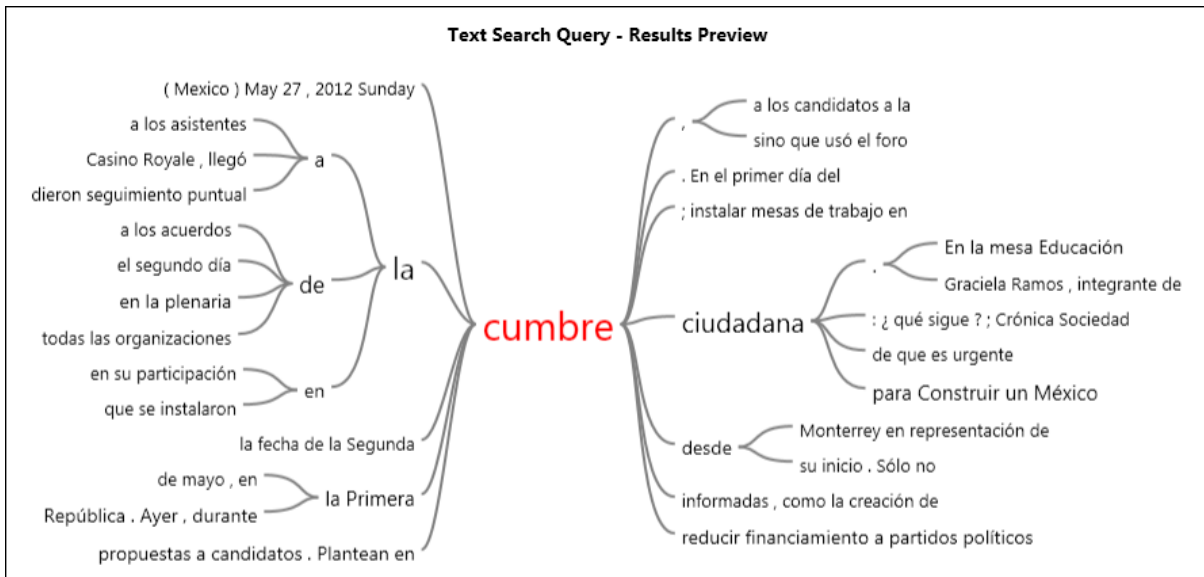 Text Search Query - Results Preview
( Mexico ) May 27 , 2012 Sunday
a los asistentes
Casino Royale , llegó
dieron seguimiento puntual
a
a los acuerdos
el segundo día
en la plenaria
todas las organizaciones
de
en su participación
que se instalaron
en
la
la fecha de la Segunda
de mayo , en
República . Ayer , durante
la Primera
propuestas a candidatos . Plantean en
cumbre
,
a los candidatos a la
sino que usó el foro
. En el primer día del
; instalar mesas de trabajo en
ciudadana
.
En la mesa Educación
Graciela Ramos , integrante de
: ¿ qué sigue ? ; Crónica Sociedad
de que es urgente
para Construir un México
desde
Monterrey en representación de
su inicio . Sólo no
informadas , como la creación de
reducir financiamiento a partidos políticos